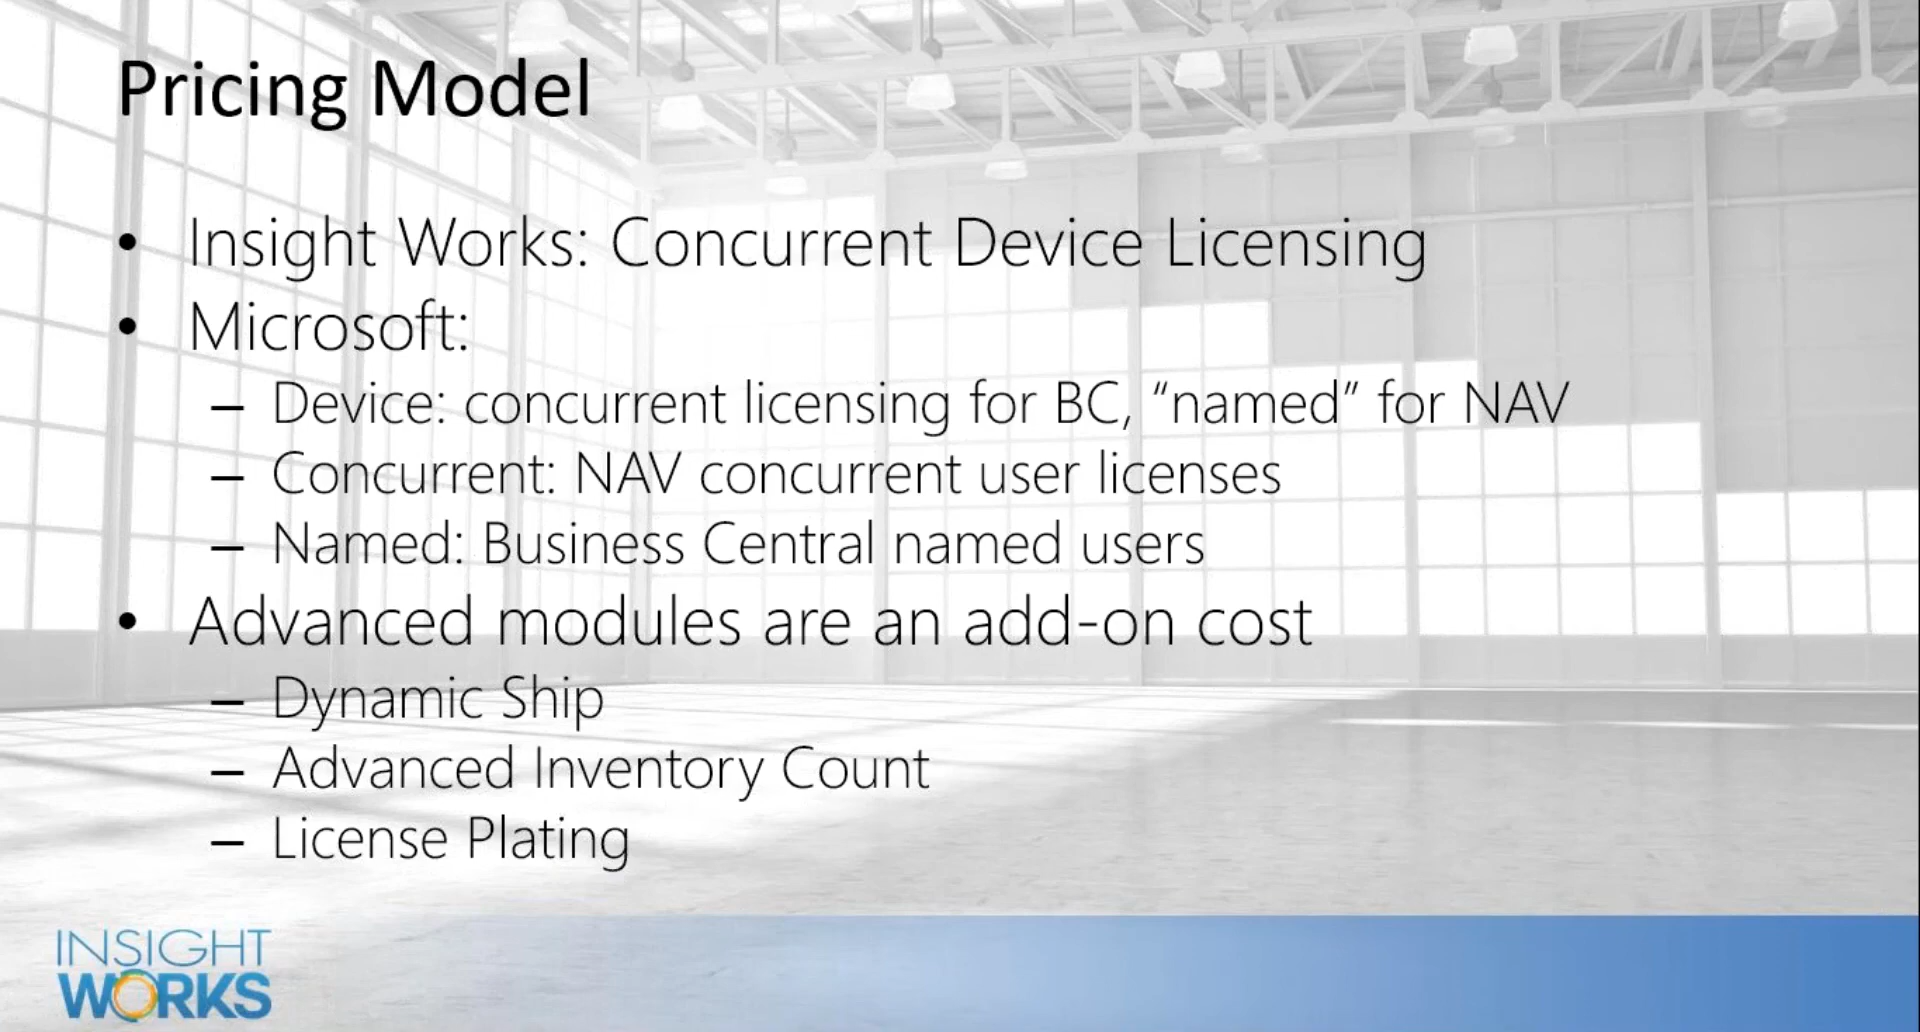 Pricing Model
• Insight Works: Concurrent Device Licensing
• Microsoft:
– Device: concurrent licensing for BC, “named” for NAV
– Concurrent: NAV concurrent user licenses
– Named: Business Central named users
• Advanced modules are an add-on cost
– Dynamic Ship
– Advanced Inventory Count
– License Plating
INSIGHT
WORKS